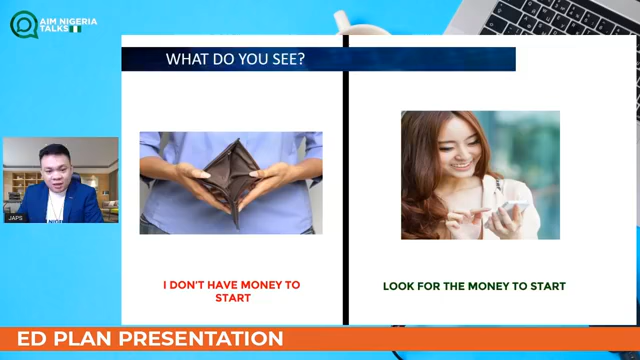 AIM NIGERIA
TALKS
WHAT DO YOU SEE?
JAPS
I DON'T HAVE MONEY TO
START
LOOK FOR THE MONEY TO START
ED PLAN PRESENTATION